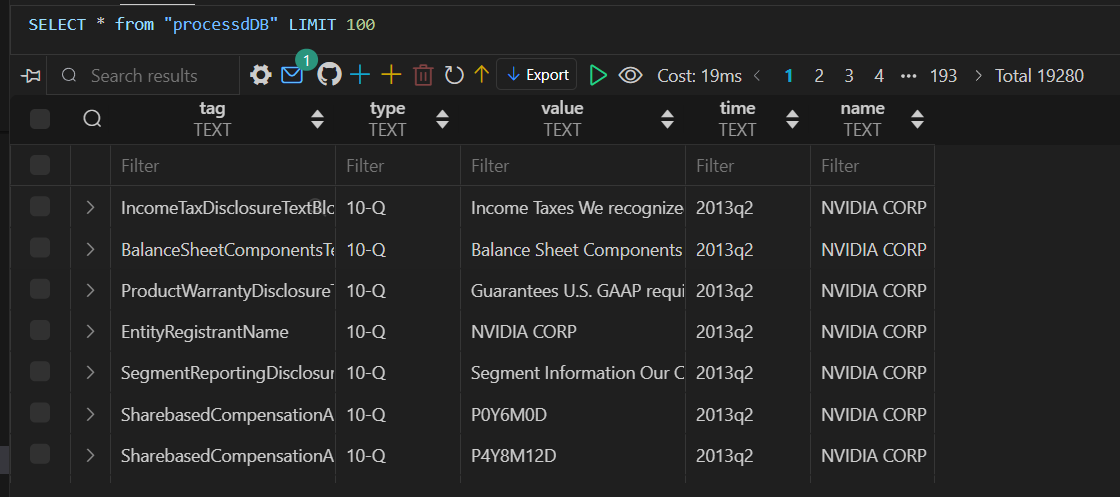 SELECT * from "processdDB" LIMIT 100
Search results 1 Export Cost: 19ms 1 2 3 4 ••• 193 Total 19280
tag type value time name
TEXT TEXT TEXT TEXT TEXT
Filter Filter Filter Filter Filter
IncomeTaxDisclosureTextBlo 10-Q Income Taxes We recognize 2013q2 NVIDIA CORP
BalanceSheetComponentsTe 10-Q Balance Sheet Components 2013q2 NVIDIA CORP
ProductWarrantyDisclosureT 10-Q Guarantees U.S. GAAP requi 2013q2 NVIDIA CORP
EntityRegistrantName 10-Q NVIDIA CORP 2013q2 NVIDIA CORP
SegmentReportingDisclosur 10-Q Segment Information Our C 2013q2 NVIDIA CORP
SharebasedCompensationA 10-Q P0Y6M0D 2013q2 NVIDIA CORP
SharebasedCompensationA 10-Q P4Y8M12D 2013q2 NVIDIA CORP